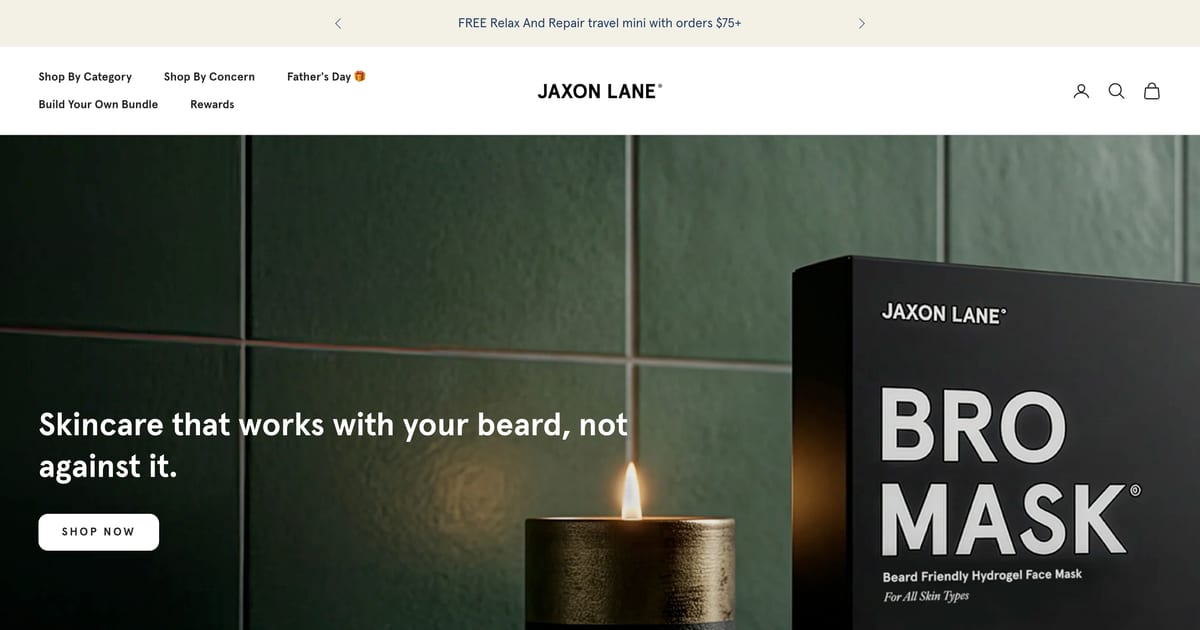 FREE Relax And Repair travel mini with orders $75+
Shop By Category Shop By Concern Father's Day 🎁
Build Your Own Bundle Rewards
JAXON LANE®
Skincare that works with your beard, not
against it.
SHOP NOW
JAXON LANE®
BRO
MASK®
Beard Friendly Hydrogel Face Mask
For All Skin Types